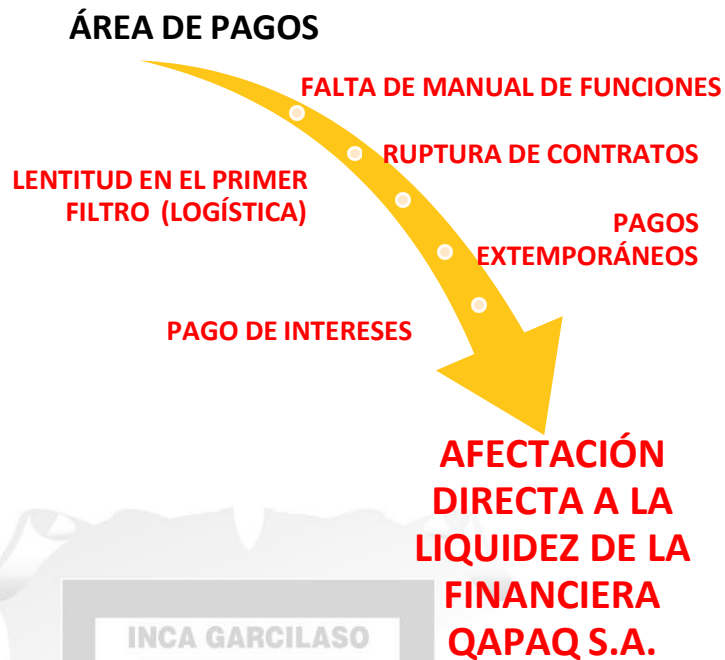 ÁREA DE PAGOS
FALTA DE MANUAL DE FUNCIONES
RUPTURA DE CONTRATOS
LENTITUD EN EL PRIMER
FILTRO (LOGÍSTICA)
PAGOS
EXTEMPORÁNEOS
PAGO DE INTERESES
AFECTACIÓN
DIRECTA A LA
LIQUIDEZ DE LA
FINANCIERA
QAPAQ S.A.
INCA GARCILASO